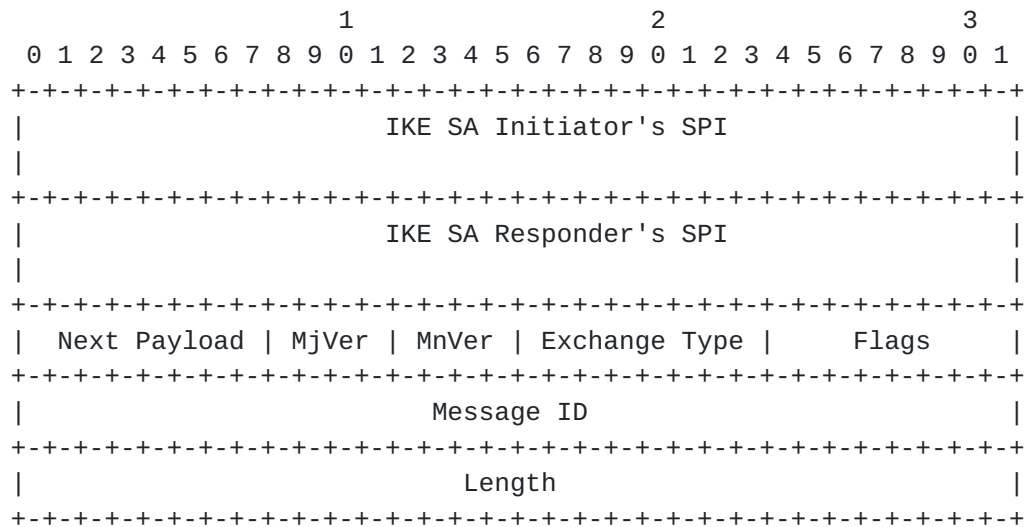 1                   2                   3
 0 1 2 3 4 5 6 7 8 9 0 1 2 3 4 5 6 7 8 9 0 1 2 3 4 5 6 7 8 9 0 1
+-+-+-+-+-+-+-+-+-+-+-+-+-+-+-+-+-+-+-+-+-+-+-+-+-+-+-+-+-+-+-+-+
|                       IKE SA Initiator's SPI                  |
|                                                               |
+-+-+-+-+-+-+-+-+-+-+-+-+-+-+-+-+-+-+-+-+-+-+-+-+-+-+-+-+-+-+-+-+
|                       IKE SA Responder's SPI                  |
|                                                               |
+-+-+-+-+-+-+-+-+-+-+-+-+-+-+-+-+-+-+-+-+-+-+-+-+-+-+-+-+-+-+-+-+
|  Next Payload | MjVer | MnVer | Exchange Type |     Flags     |
+-+-+-+-+-+-+-+-+-+-+-+-+-+-+-+-+-+-+-+-+-+-+-+-+-+-+-+-+-+-+-+-+
|                          Message ID                           |
+-+-+-+-+-+-+-+-+-+-+-+-+-+-+-+-+-+-+-+-+-+-+-+-+-+-+-+-+-+-+-+-+
|                            Length                             |
+-+-+-+-+-+-+-+-+-+-+-+-+-+-+-+-+-+-+-+-+-+-+-+-+-+-+-+-+-+-+-+-+